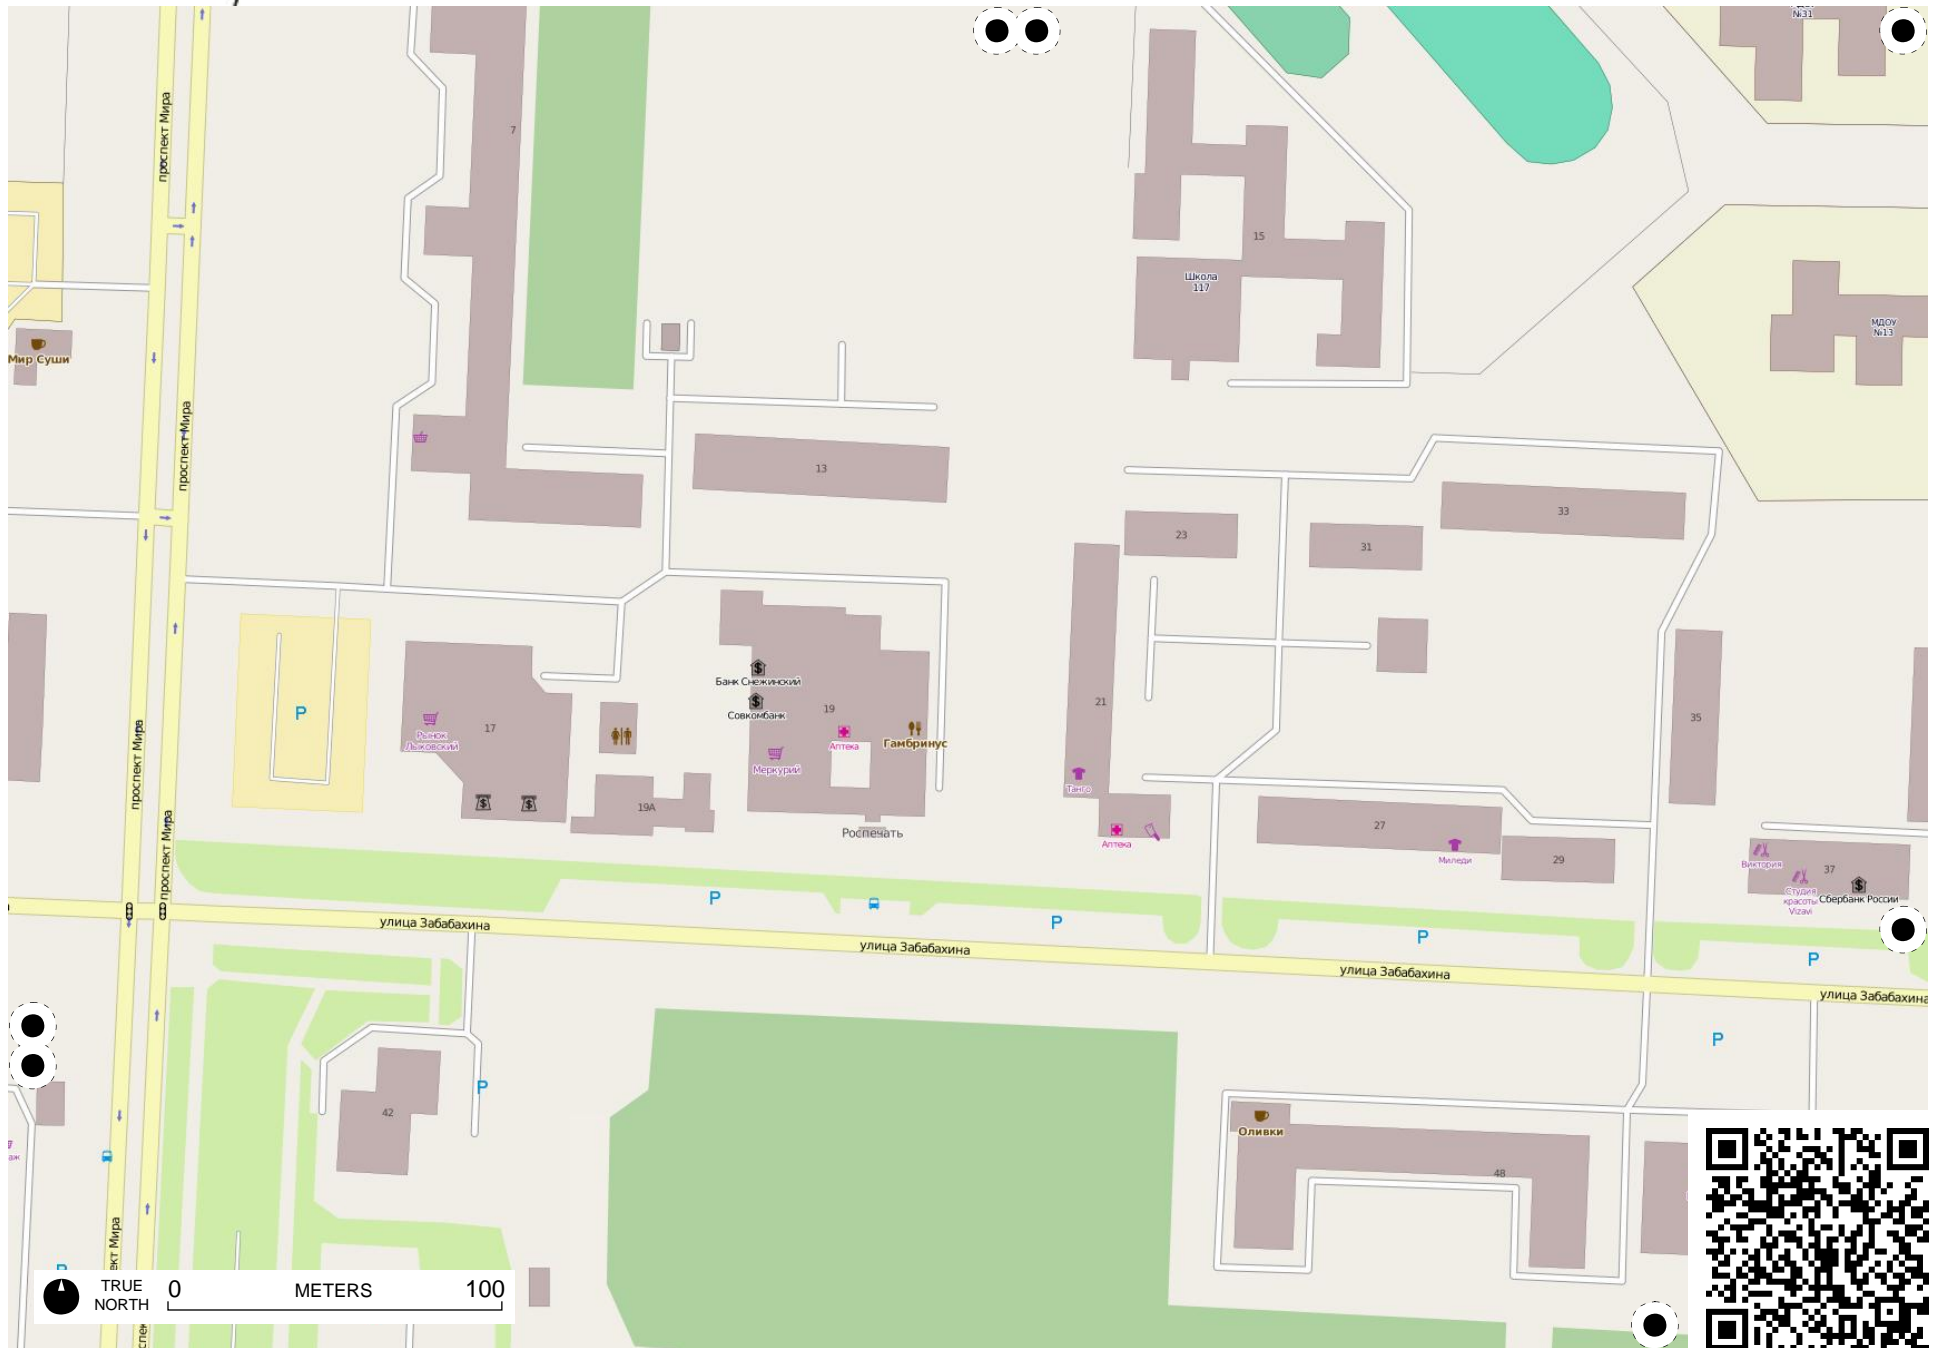 №31
проспект Мира
7
15
Школа
117
МДОУ
№13
Мир Суши
проспект Мира
13
33
23
31
Банк Снежинский
Совкомбанк
19
17
Рынок
Лыковский
Аптека
Гамбринус
Меркурий
21
35
P
проспект Мира
Танго
19А
Роспечать
27
29
37
Аптека
Миледи
Виктория
Студия
красоты
Vizavi
Сбербанк России
проспект Мира
P
P
P
P
улица Забабахина
улица Забабахина
улица Забабахина
улица Забабахина
P
P
42
Оливки
48
аж
P
TRUE
NORTH
0
METERS
100